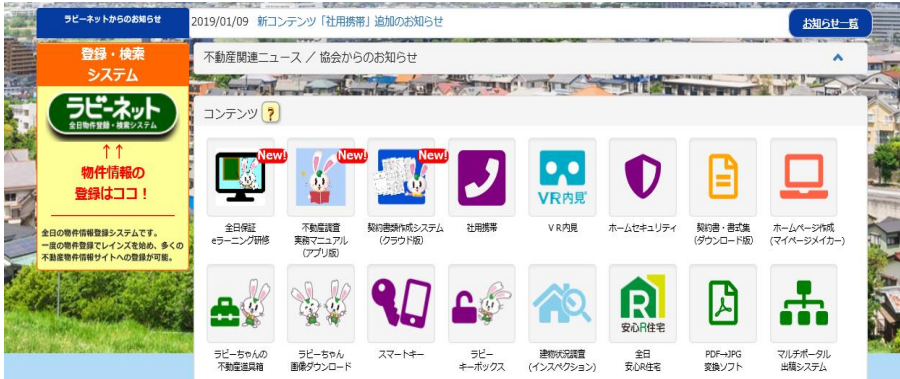 ラビーネットからのお知らせ
2019/01/09 新コンテンツ「社用携帯」追加のお知らせ
お知らせ一覧
登録・検索
システム
ラビーネット
全日物件登録・検索システム
↑↑
物件情報の
登録はココ！
全日の物件情報登録システムです。
一度の物件登録でレインズを始め、多くの
不動産物件情報サイトへの登録が可能。
不動産関連ニュース ／ 協会からのお知らせ
コンテンツ ?
New!
New!
New!
VR内見
全日保証
eラーニング研修
不動産調査
実務マニュアル
(アプリ版)
契約書類作成システム
(クラウド版)
社用携帯
ＶＲ内見
ホームセキュリティ
契約書・書式集
(ダウンロード版)
ホームページ作成
(マイページメイカー)
R
安心R住宅
ラビーちゃんの
不動産道具箱
ラビーちゃん
画像ダウンロード
スマートキー
ラビー
キーボックス
建物状況調査
(インスペクション)
全日
安心R住宅
PDF→JPG
変換ソフト
マルチポータル
出稿システム